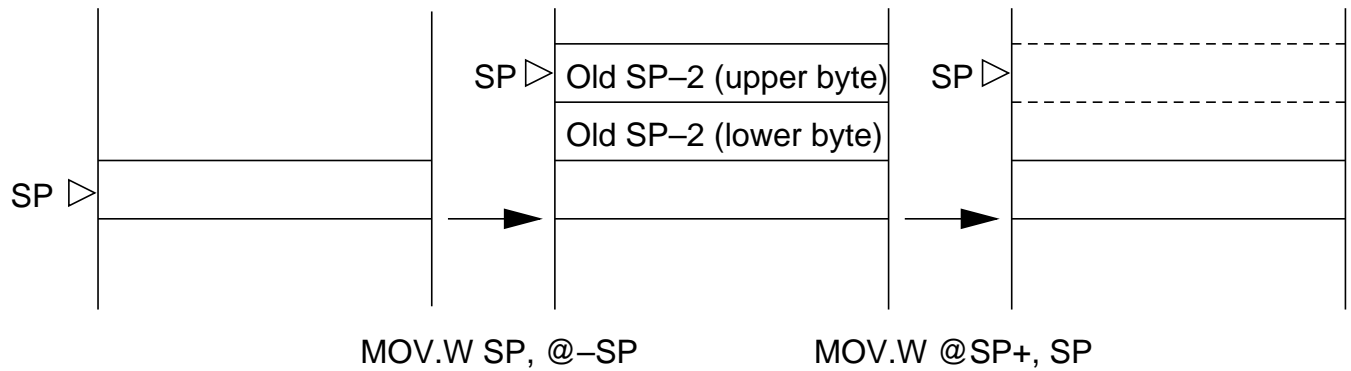 SP Old SP–2 (upper byte) SP
Old SP–2 (lower byte)
SP
MOV.W SP, @–SP MOV.W @SP+, SP